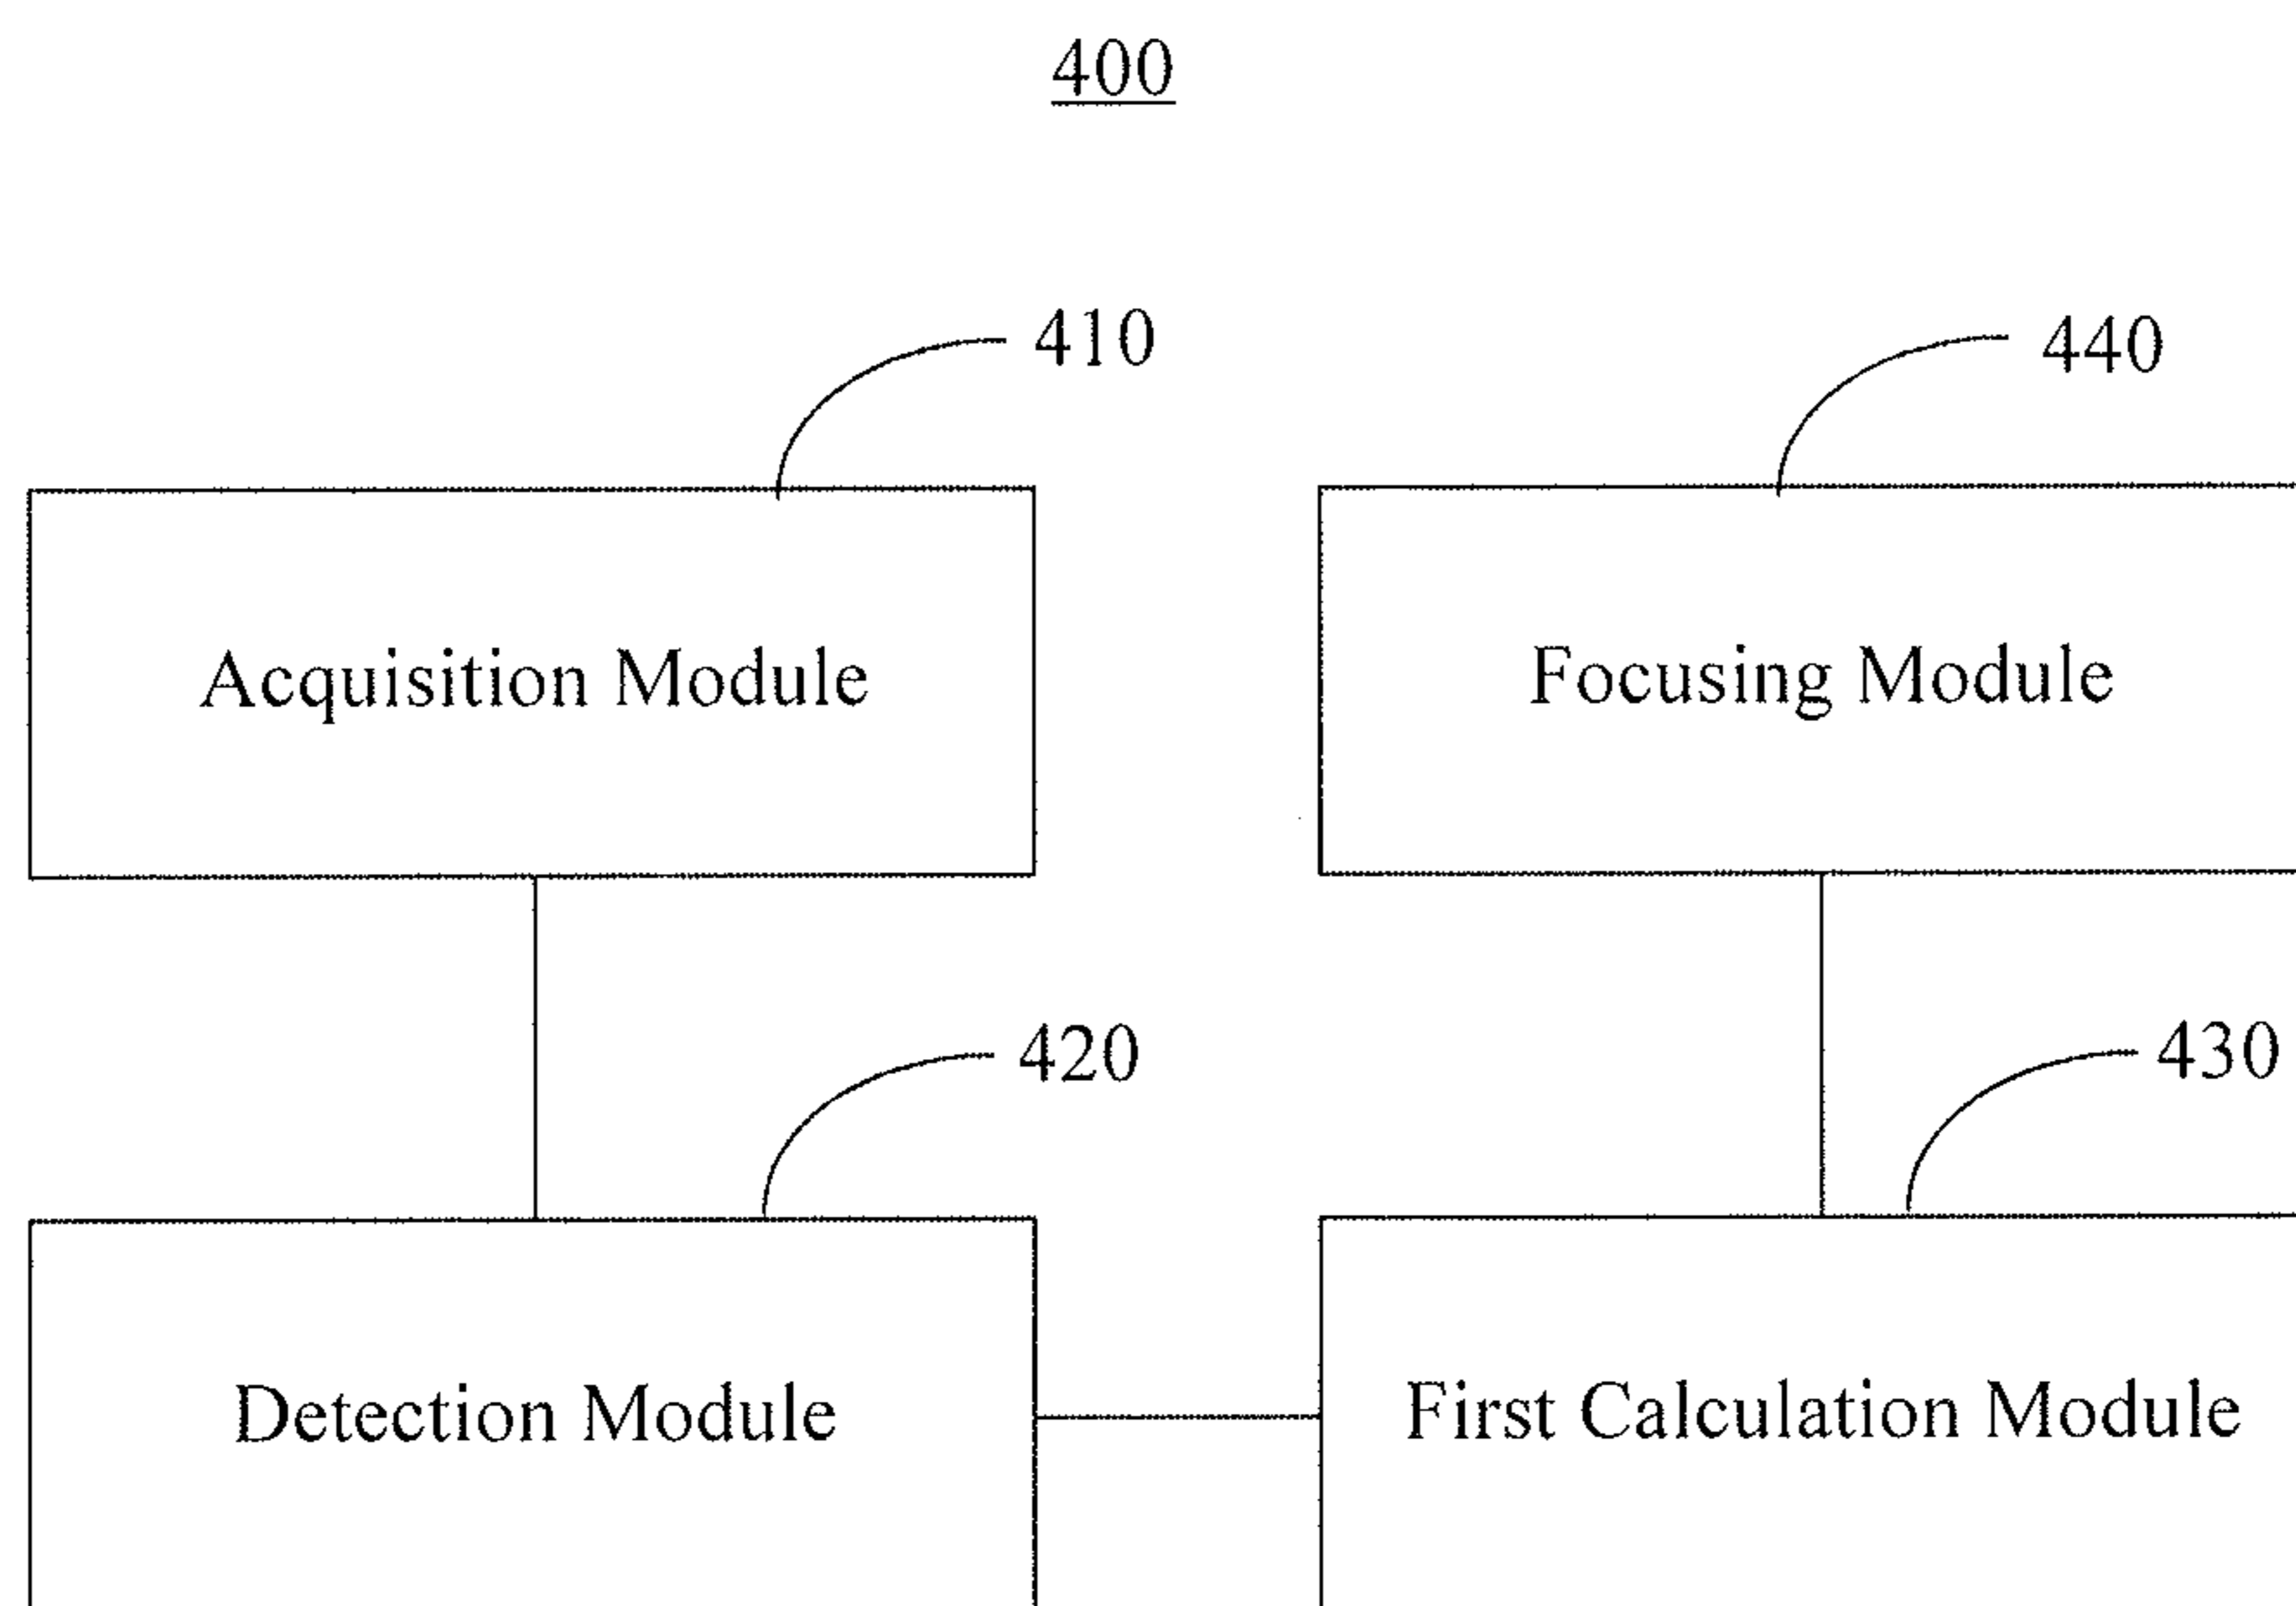 400
410
440
Acquisition Module
Focusing Module
420
430
Detection Module
First Calculation Module